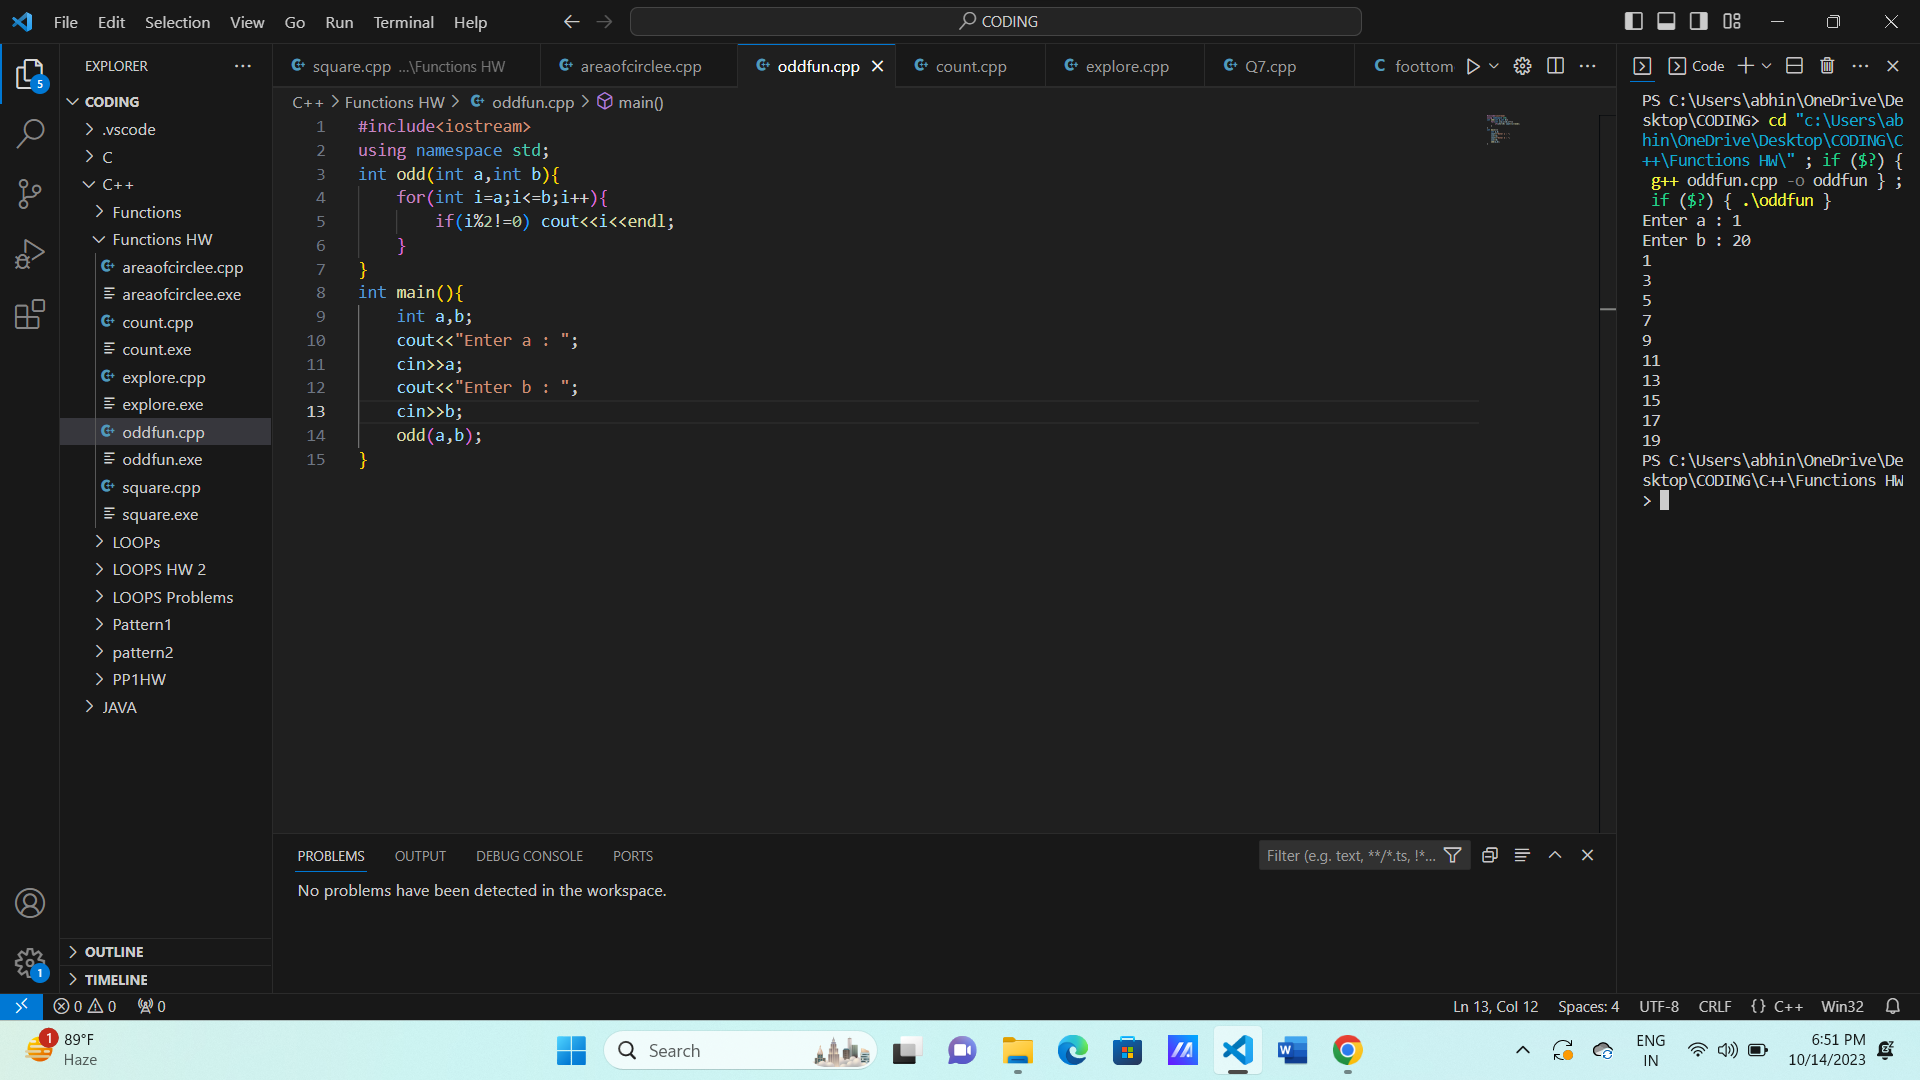 File Edit Selection View Go Run Terminal Help
CODING
EXPLORER
CODING
.vscode
C
C++
Functions
Functions HW
areaofcirclee.cpp
areaofcirclee.exe
count.cpp
count.exe
explore.cpp
explore.exe
oddfun.cpp
oddfun.exe
square.cpp
square.exe
LOOPs
LOOPS HW 2
LOOPS Problems
Pattern1
pattern2
PP1HW
JAVA
OUTLINE
TIMELINE
5
1
square.cpp ...\Functions HW
areaofcirclee.cpp
oddfun.cpp
count.cpp
explore.cpp
Q7.cpp
C foottom
C++ > Functions HW > oddfun.cpp > main()
1 #include<iostream>
2 using namespace std;
3 int odd(int a,int b){
4 for(int i=a;i<=b;i++){
5 if(i%2!=0) cout<<i<<endl;
6 }
7 }
8 int main(){
9 int a,b;
10 cout<<"Enter a : ";
11 cin>>a;
12 cout<<"Enter b : ";
13 cin>>b;
14 odd(a,b);
15 }
PROBLEMS OUTPUT DEBUG CONSOLE PORTS
Filter (e.g. text, **/*.ts, !*...
No problems have been detected in the workspace.
Code
PS C:\Users\abhin\OneDrive\De
sktop\CODING> cd "c:\Users\ab
hin\OneDrive\Desktop\CODING\C
++\Functions HW\" ; if ($?) {
g++ oddfun.cpp -o oddfun } ;
if ($?) { .\oddfun }
Enter a : 1
Enter b : 20
1
3
5
7
9
11
13
15
17
19
PS C:\Users\abhin\OneDrive\De
sktop\CODING\C++\Functions HW
>
0 0 0
Ln 13, Col 12 Spaces: 4 UTF-8 CRLF {} C++ Win32
1
89°F
Haze
Search
ENG
IN
6:51 PM
10/14/2023